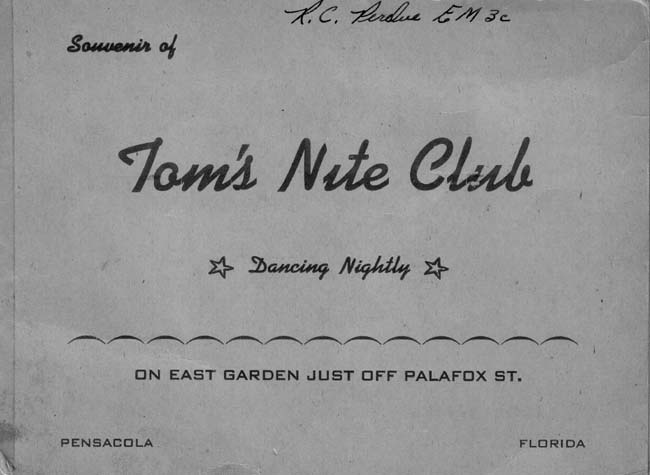 R. C. Perdue EM 3c
Souvenir of
Tom's Nite Club
Dancing Nightly
ON EAST GARDEN JUST OFF PALAFOX ST.
PENSACOLA FLORIDA